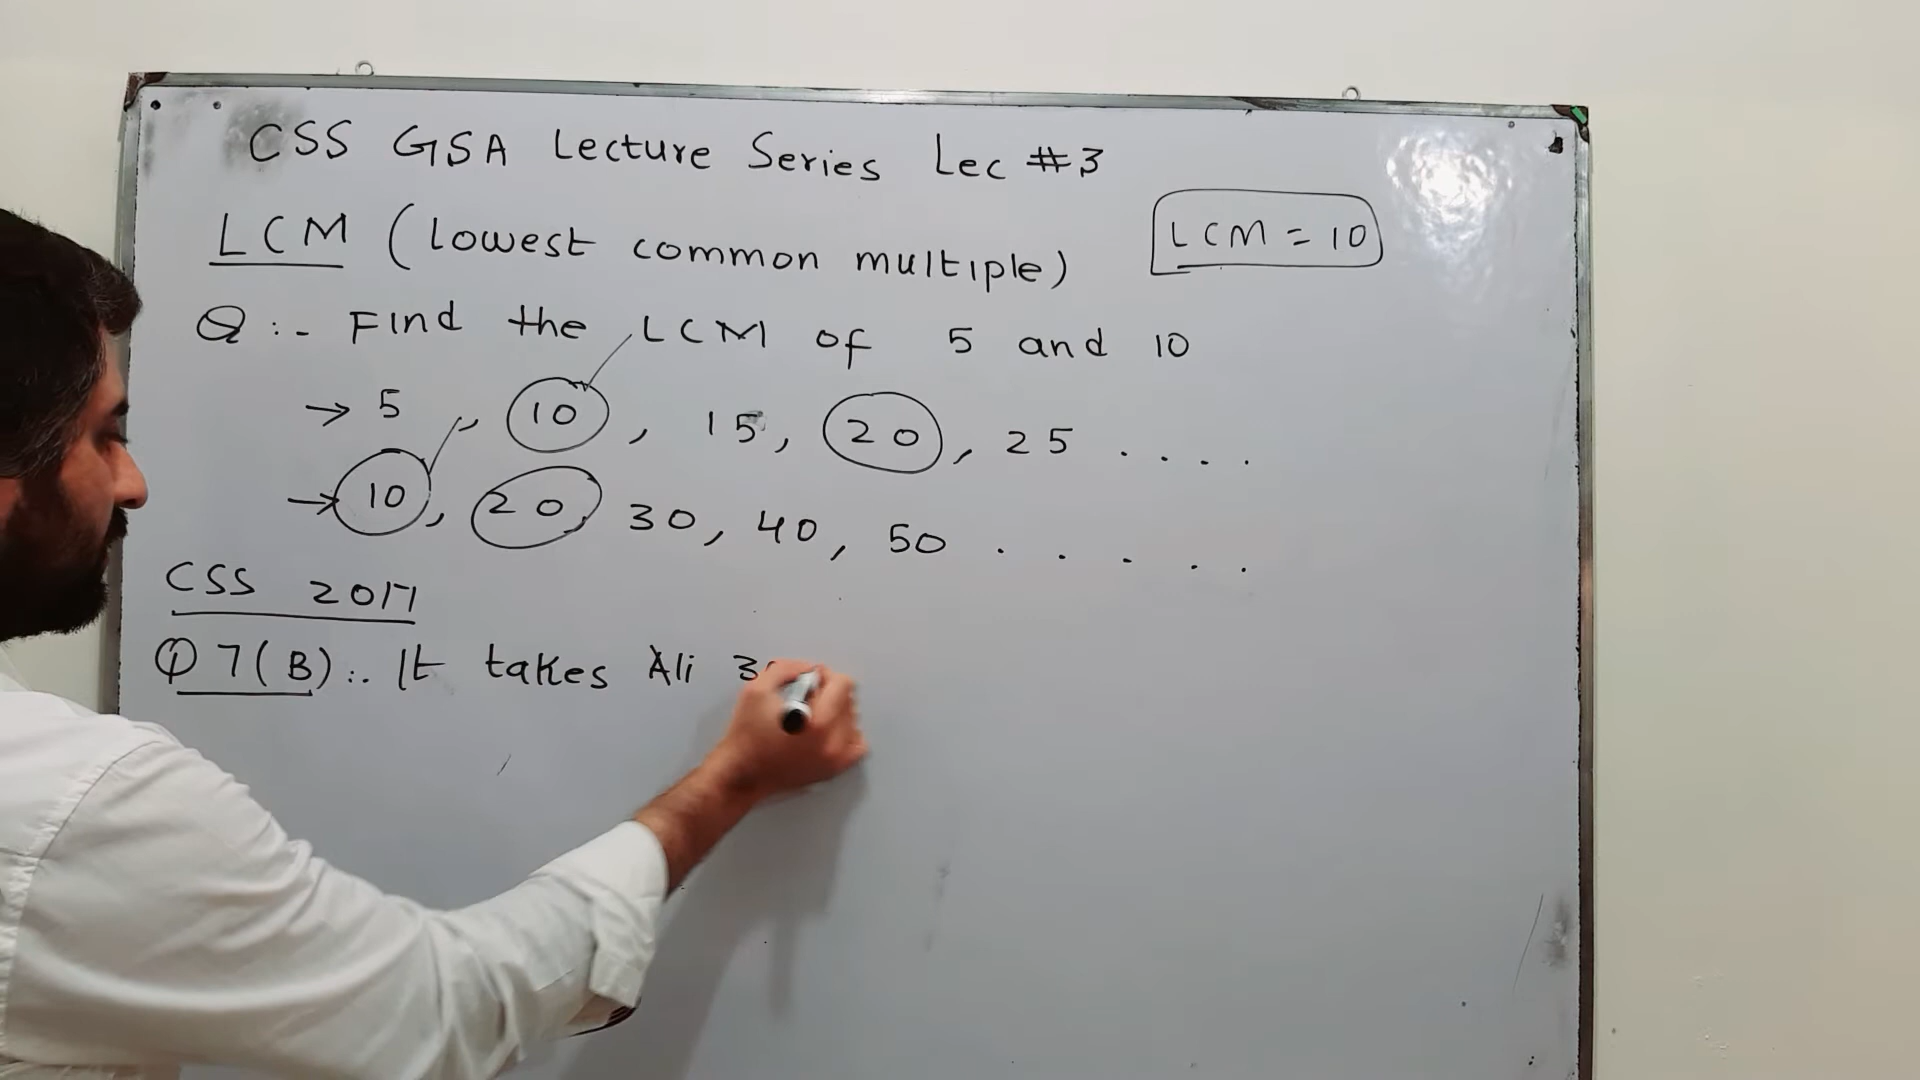 CSS GSA Lecture Series Lec #3
LCM (lowest common multiple)
LCM = 10
Q :- Find the LCM of 5 and 10
→ 5, 10, 15, 20, 25 . . . .
→ 10, 20, 30, 40, 50 . . . . .
CSS 2017
Q7(B) :. It takes Ali